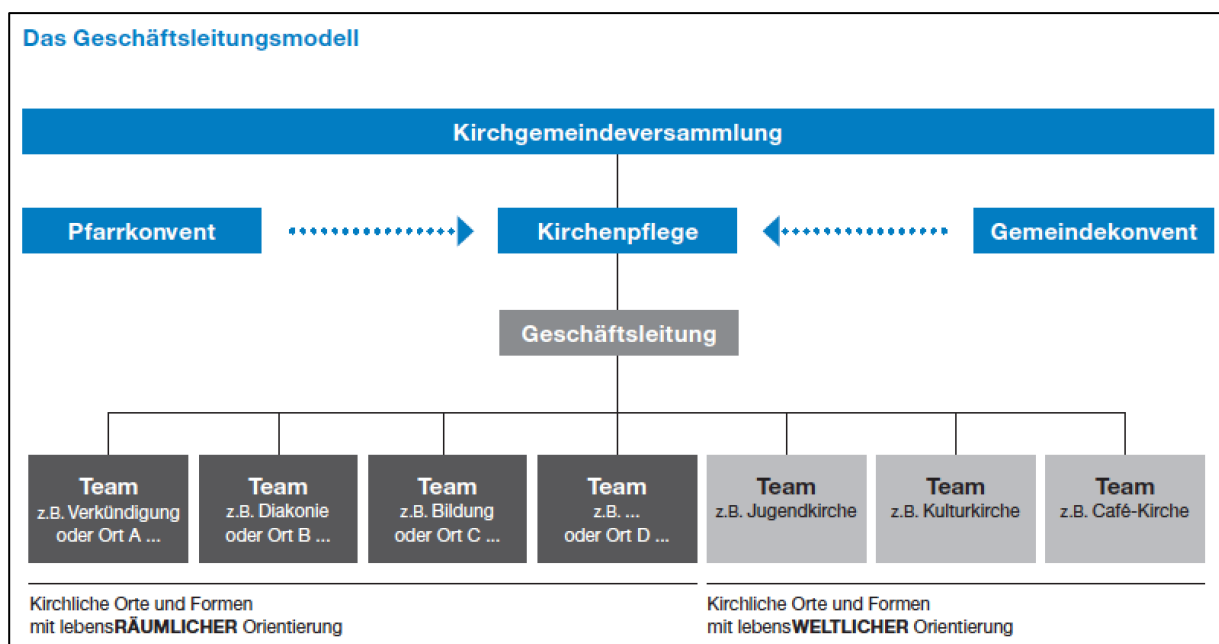 Das Geschäftsleitungsmodell
Kirchgemeindeversammlung
Pfarrkonvent
Kirchenpflege
Gemeindekonvent
Geschäftsleitung
Team
z.B. Verkündigung
oder Ort A ...
Team
z.B. Diakonie
oder Ort B ...
Team
z.B. Bildung
oder Ort C ...
Team
z.B. ...
oder Ort D ...
Team
z.B. Jugendkirche
Team
z.B. Kulturkirche
Team
z.B. Café-Kirche
Kirchliche Orte und Formen
mit lebensRÄUMLICHER Orientierung
Kirchliche Orte und Formen
mit lebensWELTLICHER Orientierung